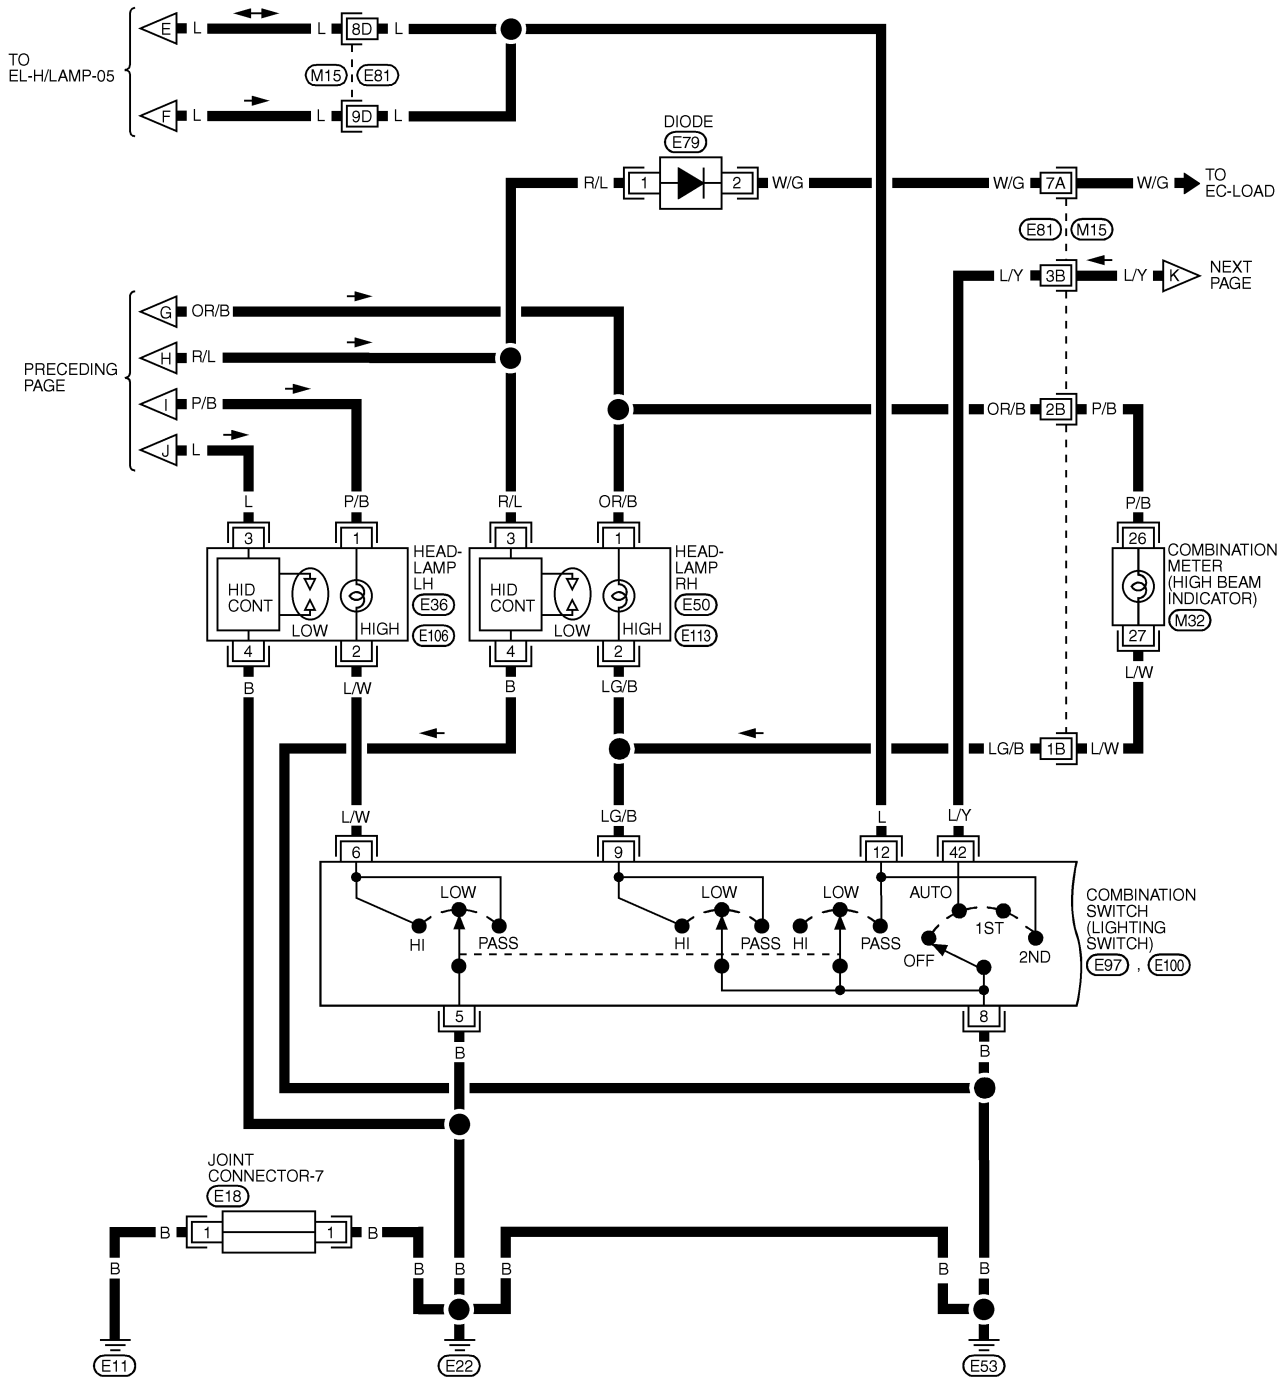 E L L 8D L
TO
EL-H/LAMP-05
M15 E81
F L L 9D L
DIODE
E79
R/L 1 2 W/G W/G 7A W/G
TO
EC-LOAD
E81 M15
L/Y 3B L/Y K
NEXT
PAGE
G OR/B
H R/L
PRECEDING
PAGE
I P/B
J L
OR/B 2B P/B
L P/B R/L OR/B P/B
3 1 3 1 26
HEAD-
LAMP
LH
E36
E106
HID
CONT
LOW HIGH
HEAD-
LAMP
RH
E50
E113
HID
CONT
LOW HIGH
COMBINATION
METER
(HIGH BEAM
INDICATOR)
M32
4 2 4 2 27
B L/W B LG/B L/W
LG/B 1B L/W
L/W LG/B L L/Y
6 9 12 42
LOW LOW LOW AUTO
HI PASS HI PASS HI PASS OFF 1ST 2ND
COMBINATION
SWITCH
(LIGHTING
SWITCH)
E97 , E100
5 8
B B
JOINT
CONNECTOR-7
E18
B 1 1 B
B B B B B B
E11 E22 E53